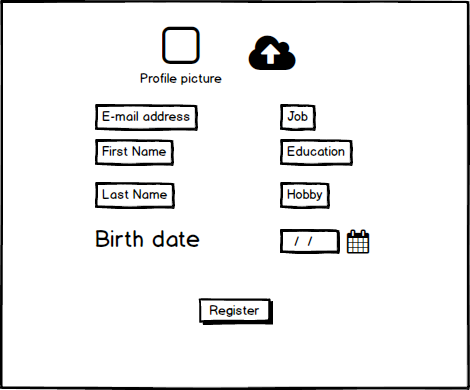 Profile picture
E-mail address
Job
First Name
Education
Last Name
Hobby
Birth date
/ /
Register